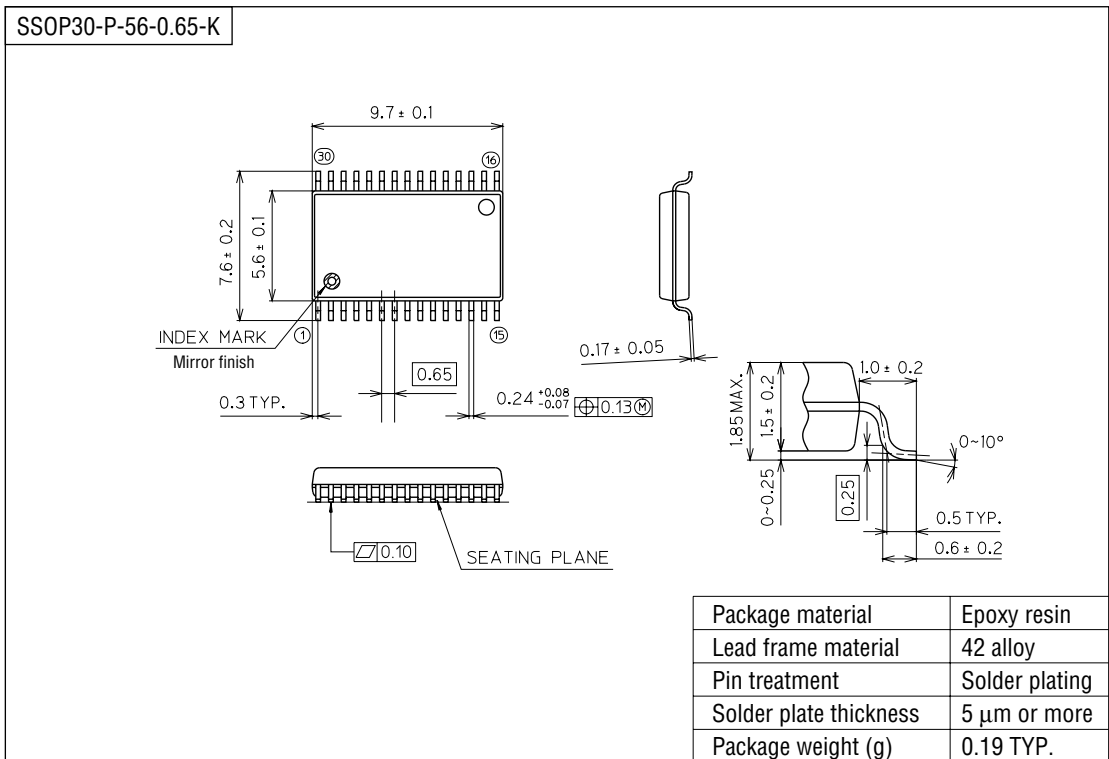 SSOP30-P-56-0.65-K
9.7 ± 0.1
30
16
7.6 ± 0.2
5.6 ± 0.1
INDEX MARK
Mirror finish
1
15
0.65
0.3 TYP.
0.24 +0.08 -0.07
⌖ 0.13 Ⓜ
0.17 ± 0.05
1.85 MAX.
1.5 ± 0.2
1.0 ± 0.2
0~0.25
0.25
0~10°
0.5 TYP.
0.6 ± 0.2
⏥ 0.10
SEATING PLANE
Package material Epoxy resin
Lead frame material 42 alloy
Pin treatment Solder plating
Solder plate thickness 5 µm or more
Package weight (g) 0.19 TYP.